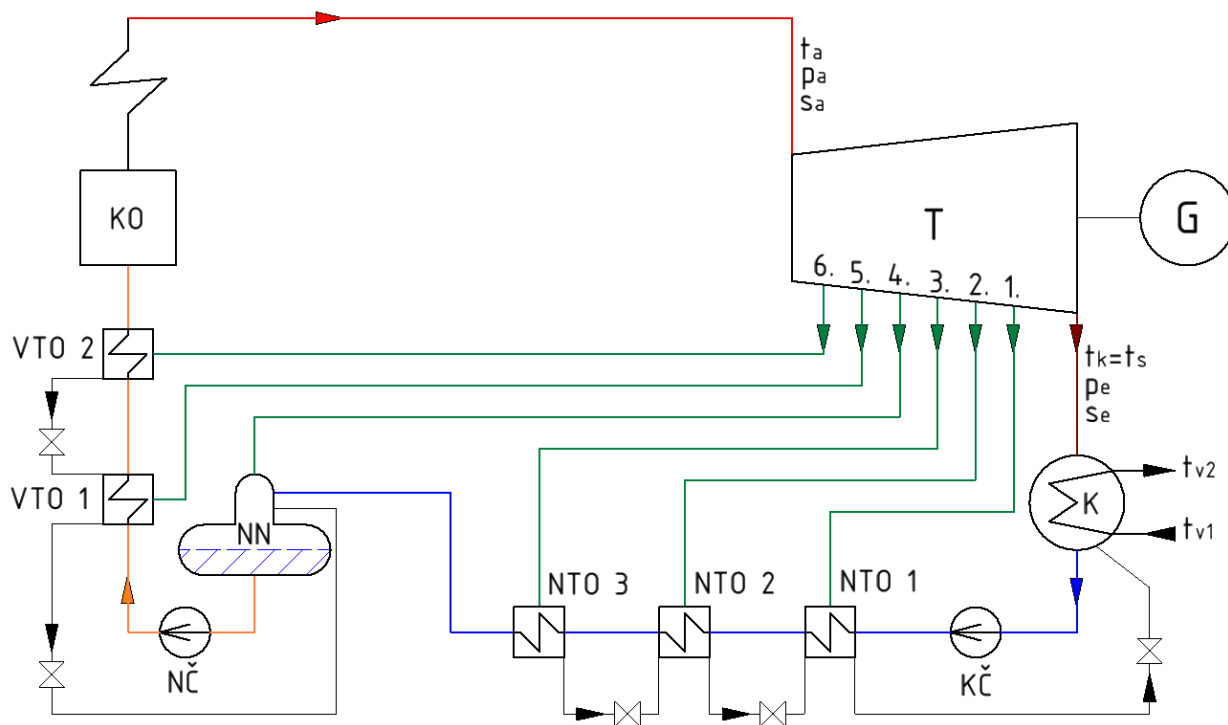 ta
pa
sa
KO
T
G
6. 5. 4. 3. 2. 1.
VTO 2
tk=ts
pe
se
tv2
K
tv1
VTO 1
NN
NTO 3
NTO 2
NTO 1
NČ
KČ